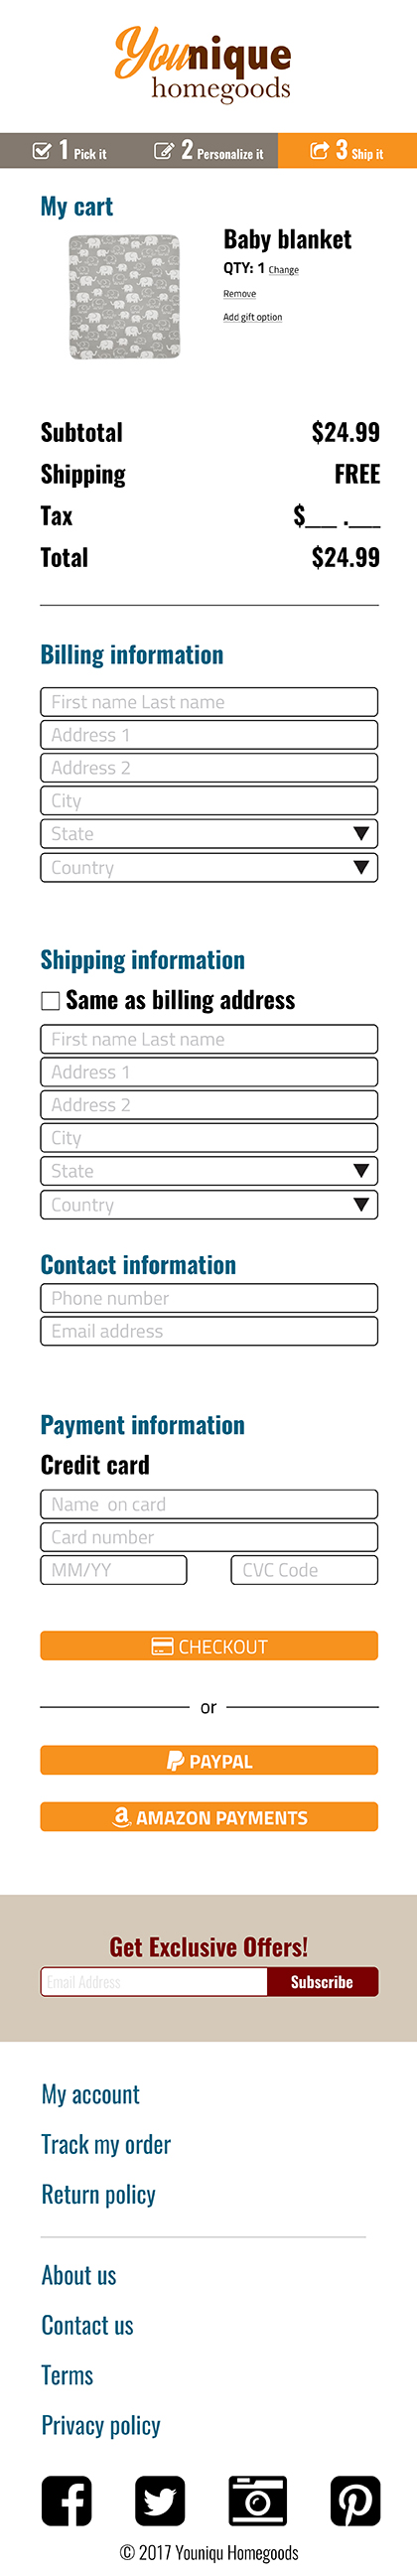 Younique
homegoods
1 Pick it 2 Personalize it 3 Ship it
My cart
Baby blanket
QTY: 1 Change
Remove
Add gift option
Subtotal $24.99
Shipping FREE
Tax $__ .__
Total $24.99
Billing information
First name Last name
Address 1
Address 2
City
State
Country
Shipping information
Same as billing address
First name Last name
Address 1
Address 2
City
State
Country
Contact information
Phone number
Email address
Payment information
Credit card
Name on card
Card number
MM/YY CVC Code
CHECKOUT
or
PAYPAL
AMAZON PAYMENTS
Get Exclusive Offers!
Email Address Subscribe
My account
Track my order
Return policy
About us
Contact us
Terms
Privacy policy
© 2017 Youniqu Homegoods